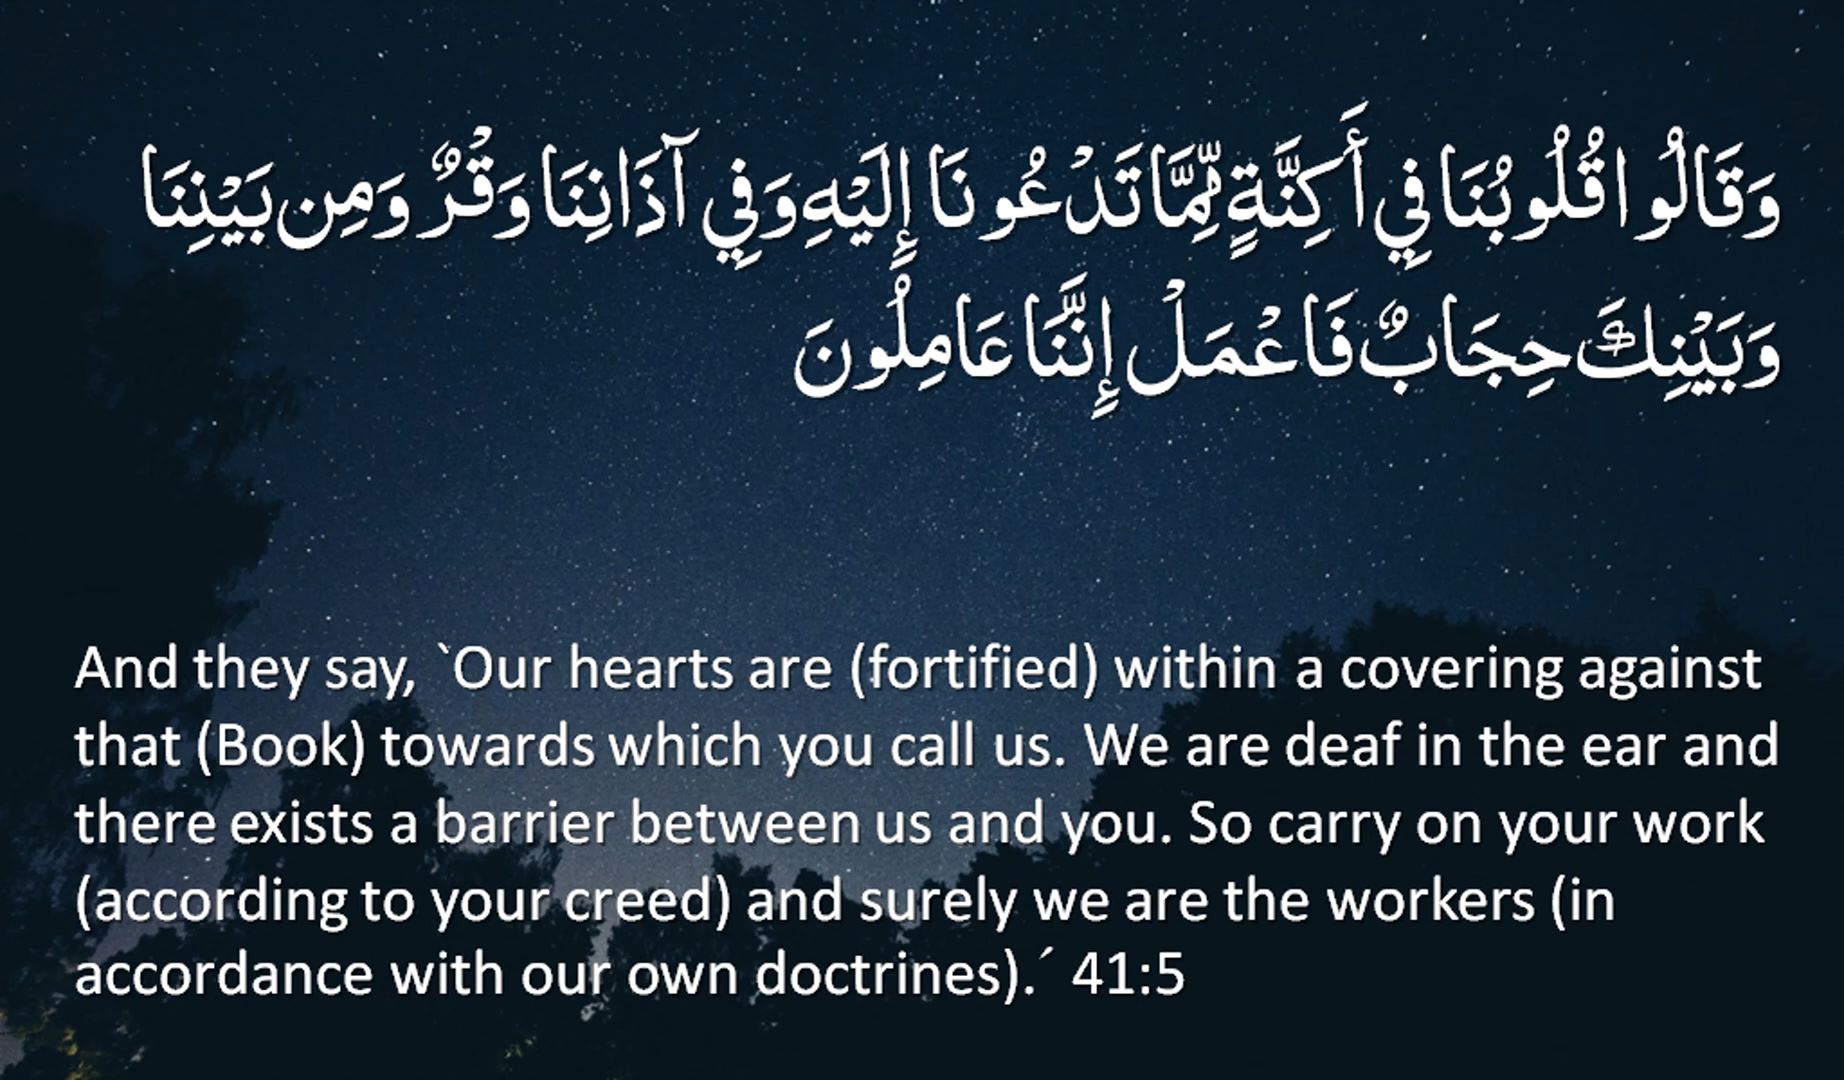 وَقَالُوا قُلُوبُنَا فِي أَكِنَّةٍ مِّمَّا تَدْعُونَا إِلَيْهِ وَفِي آذَانِنَا وَقْرٌ وَمِن بَيْنِنَا
وَبَيْنِكَ حِجَابٌ فَاعْمَلْ إِنَّنَا عَامِلُونَ
And they say, `Our hearts are (fortified) within a covering against
that (Book) towards which you call us. We are deaf in the ear and
there exists a barrier between us and you. So carry on your work
(according to your creed) and surely we are the workers (in
accordance with our own doctrines).´ 41:5